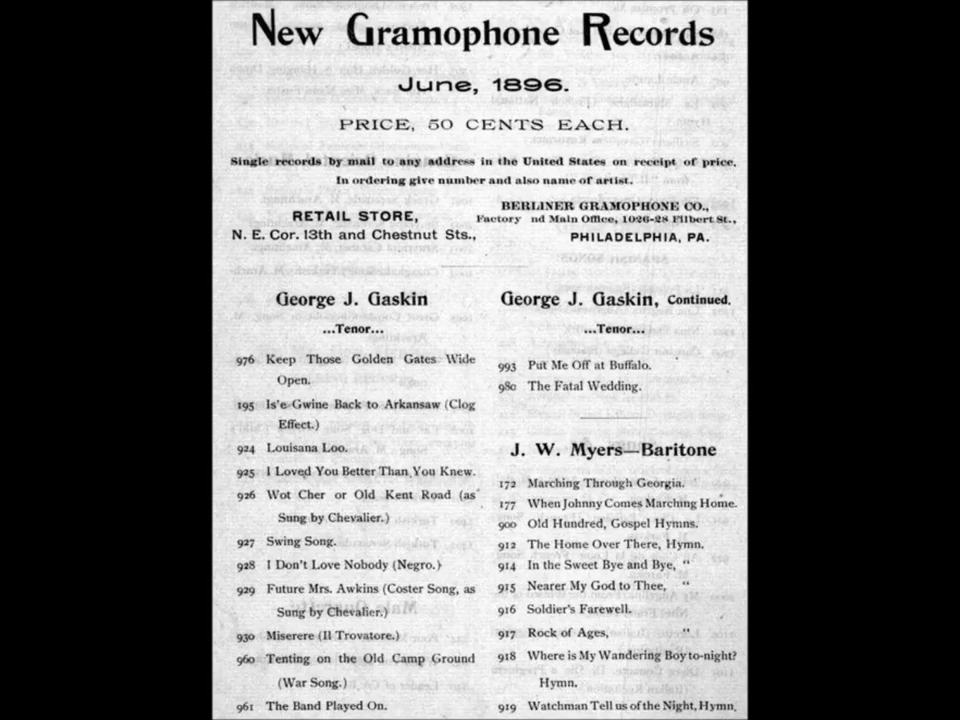 New Gramophone Records
June, 1896.
PRICE, 50 CENTS EACH.
Single records by mail to any address in the United States on receipt of price.
In ordering give number and also name of artist.
RETAIL STORE,
N. E. Cor. 13th and Chestnut Sts.,
BERLINER GRAMOPHONE CO.,
Factory nd Main Office, 1026-28 Filbert St.,
PHILADELPHIA, PA.
George J. Gaskin
...Tenor...
976 Keep Those Golden Gates Wide
Open.
195 Is'e Gwine Back to Arkansaw (Clog
Effect.)
924 Louisana Loo.
925 I Loved You Better Than You Knew.
926 Wot Cher or Old Kent Road (as
Sung by Chevalier.)
927 Swing Song.
928 I Don't Love Nobody (Negro.)
929 Future Mrs. Awkins (Coster Song, as
Sung by Chevalier.)
930 Miserere (Il Trovatore.)
960 Tenting on the Old Camp Ground
(War Song.)
961 The Band Played On.
George J. Gaskin, Continued.
...Tenor...
993 Put Me Off at Buffalo.
980 The Fatal Wedding.
J. W. Myers—Baritone
172 Marching Through Georgia.
177 When Johnny Comes Marching Home.
900 Old Hundred, Gospel Hymns.
912 The Home Over There, Hymn.
914 In the Sweet Bye and Bye, "
915 Nearer My God to Thee, "
916 Soldier's Farewell.
917 Rock of Ages, "
918 Where is My Wandering Boy to-night?
Hymn.
919 Watchman Tell us of the Night, Hymn.